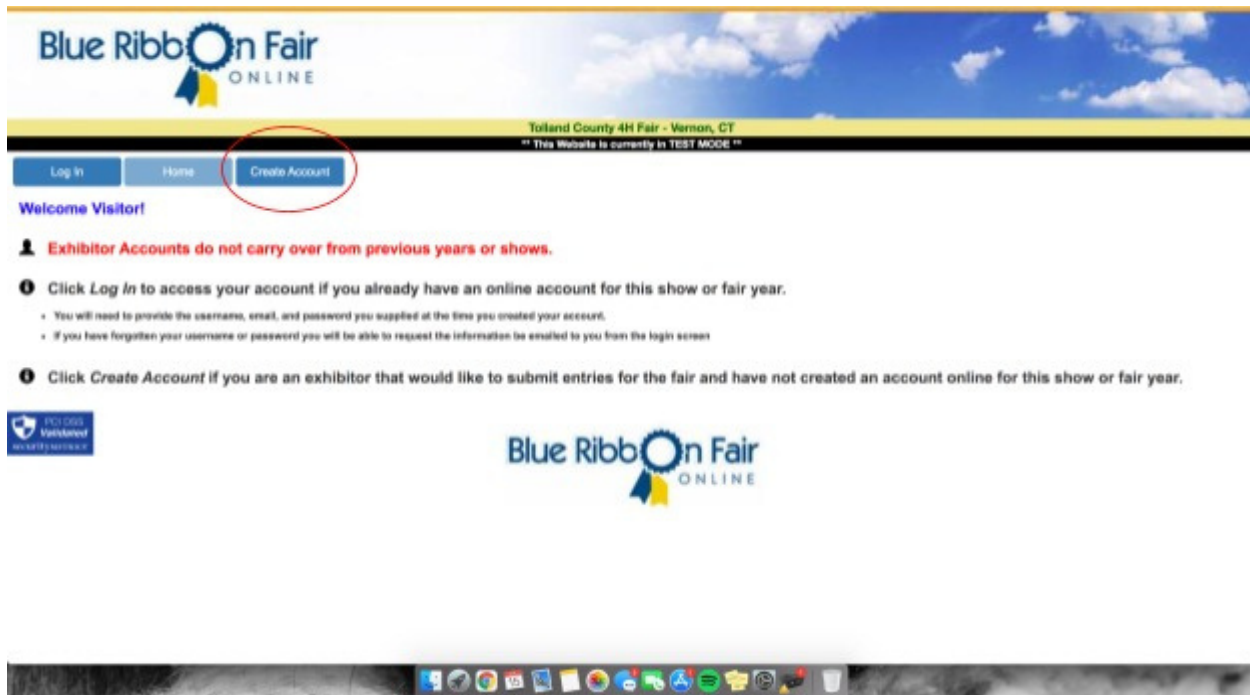 Blue Ribbon Fair
ONLINE
Tolland County 4H Fair - Vernon, CT
** This Website is currently in TEST MODE **
Log In
Home
Create Account
Welcome Visitor!
Exhibitor Accounts do not carry over from previous years or shows.
Click Log In to access your account if you already have an online account for this show or fair year.
You will need to provide the username, email, and password you supplied at the time you created your account.
If you have forgotten your username or password you will be able to request the information be emailed to you from the login screen
Click Create Account if you are an exhibitor that would like to submit entries for the fair and have not created an account online for this show or fair year.
PCI DSS
Validated
Blue Ribbon Fair
ONLINE